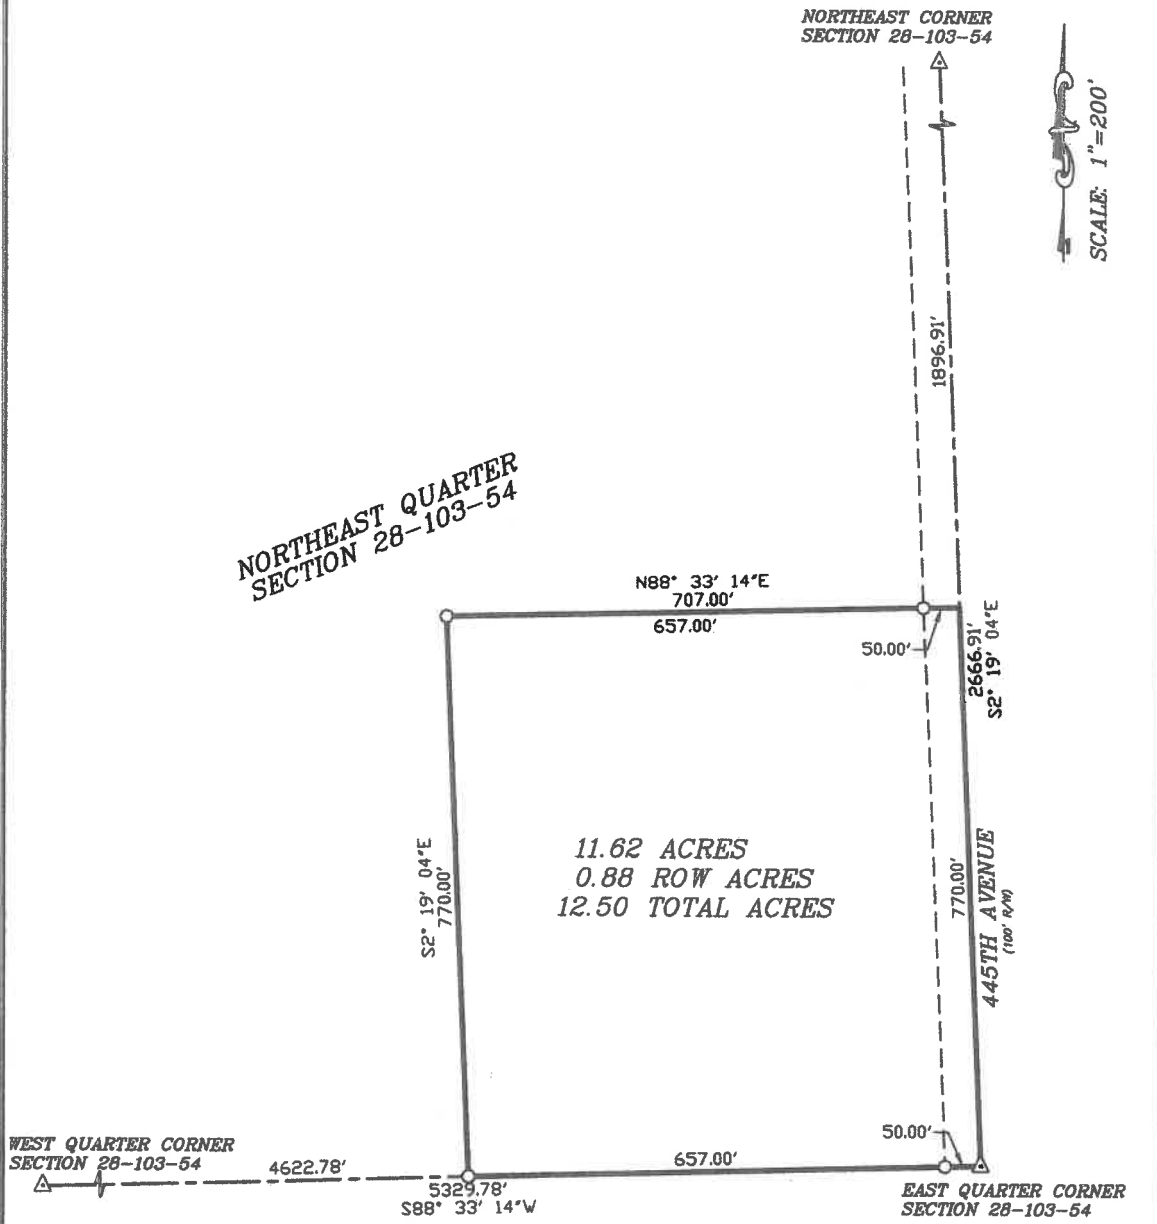 NORTHEAST CORNER
SECTION 28-103-54
SCALE: 1"=200'
1896.91'
NORTHEAST QUARTER
SECTION 28-103-54
N88° 33' 14"E
707.00'
657.00'
50.00'
2666.91'
S2° 19' 04"E
S2° 19' 04"E
770.00'
11.62 ACRES
0.88 ROW ACRES
12.50 TOTAL ACRES
770.00'
445TH AVENUE
(100' R/W)
WEST QUARTER CORNER
SECTION 28-103-54
4622.78'
657.00'
50.00'
5329.78'
S88° 33' 14"W
EAST QUARTER CORNER
SECTION 28-103-54